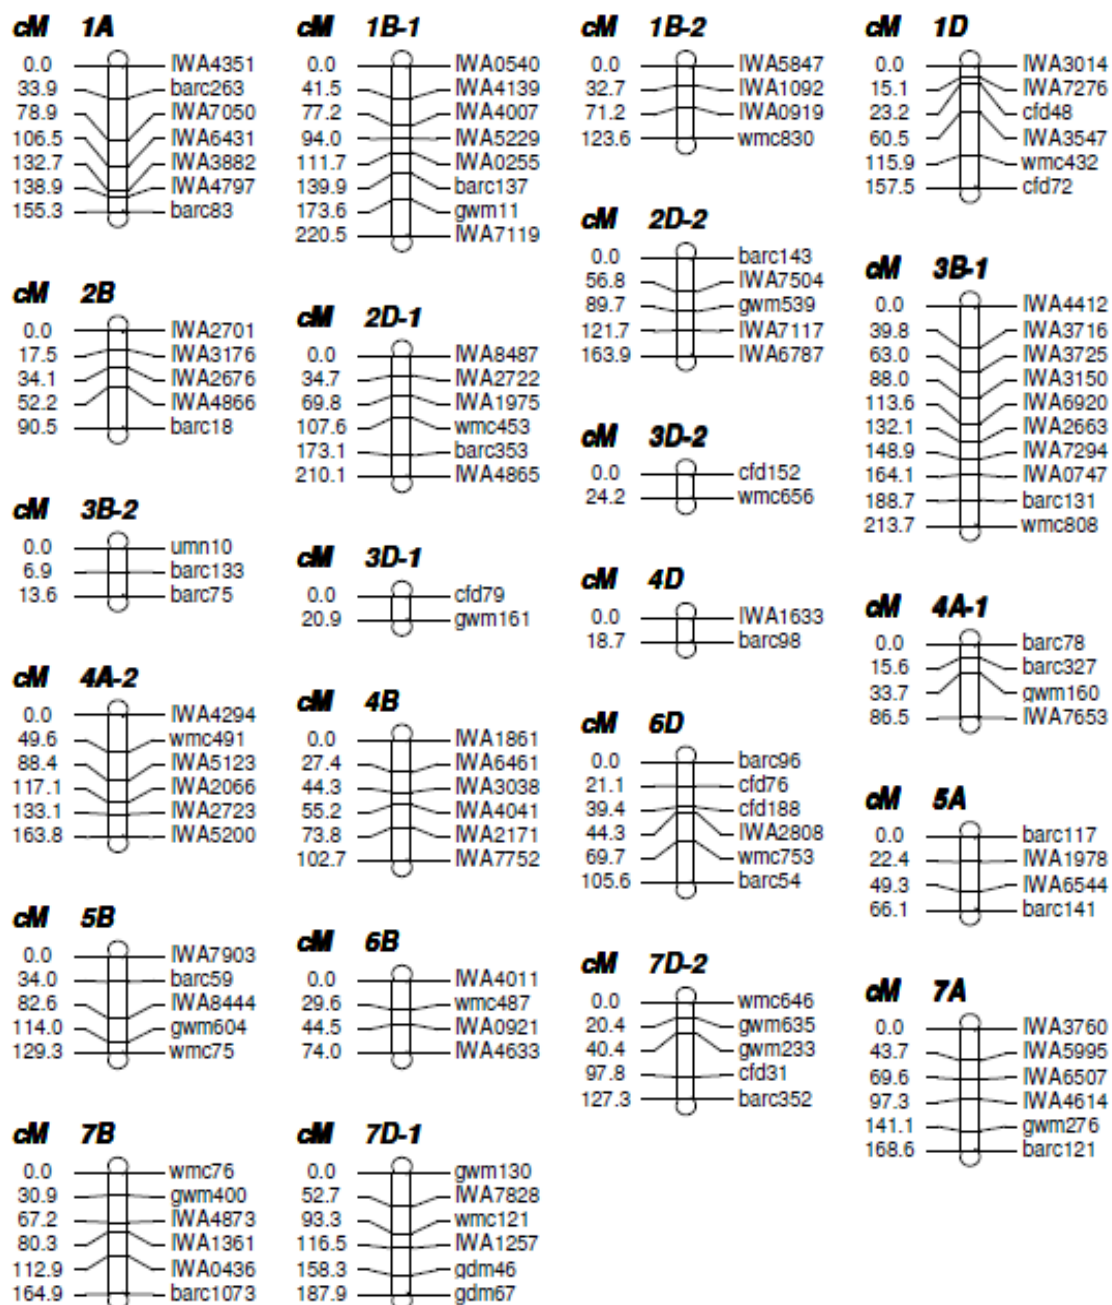 cM 1A
0.0 IWA4351
33.9 barc263
78.9 IWA7050
106.5 IWA6431
132.7 IWA3882
138.9 IWA4797
155.3 barc83
cM 1B-1
0.0 IWA0540
41.5 IWA4139
77.2 IWA4007
94.0 IWA5229
111.7 IWA0255
139.9 barc137
173.6 gwm11
220.5 IWA7119
cM 1B-2
0.0 IWA5847
32.7 IWA1092
71.2 IWA0919
123.6 wmc830
cM 1D
0.0 IWA3014
15.1 IWA7276
23.2 cfd48
60.5 IWA3547
115.9 wmc432
157.5 cfd72
cM 2B
0.0 IWA2701
17.5 IWA3176
34.1 IWA2676
52.2 IWA4866
90.5 barc18
cM 2D-1
0.0 IWA8487
34.7 IWA2722
69.8 IWA1975
107.6 wmc453
173.1 barc353
210.1 IWA4865
cM 2D-2
0.0 barc143
56.8 IWA7504
89.7 gwm539
121.7 IWA7117
163.9 IWA6787
cM 3B-1
0.0 IWA4412
39.8 IWA3716
63.0 IWA3725
88.0 IWA3150
113.6 IWA6920
132.1 IWA2663
148.9 IWA7294
164.1 IWA0747
188.7 barc131
213.7 wmc808
cM 3B-2
0.0 umn10
6.9 barc133
13.6 barc75
cM 3D-1
0.0 cfd79
20.9 gwm161
cM 3D-2
0.0 cfd152
24.2 wmc656
cM 4D
0.0 IWA1633
18.7 barc98
cM 4A-1
0.0 barc78
15.6 barc327
33.7 gwm160
86.5 IWA7653
cM 4A-2
0.0 IWA4294
49.6 wmc491
88.4 IWA5123
117.1 IWA2066
133.1 IWA2723
163.8 IWA5200
cM 4B
0.0 IWA1861
27.4 IWA6461
44.3 IWA3038
55.2 IWA4041
73.8 IWA2171
102.7 IWA7752
cM 6D
0.0 barc96
21.1 cfd76
39.4 cfd188
44.3 IWA2808
69.7 wmc753
105.6 barc54
cM 5A
0.0 barc117
22.4 IWA1978
49.3 IWA6544
66.1 barc141
cM 5B
0.0 IWA7903
34.0 barc59
82.6 IWA8444
114.0 gwm604
129.3 wmc75
cM 6B
0.0 IWA4011
29.6 wmc487
44.5 IWA0921
74.0 IWA4633
cM 7D-2
0.0 wmc646
20.4 gwm635
40.4 gwm233
97.8 cfd31
127.3 barc352
cM 7A
0.0 IWA3760
43.7 IWA5995
69.6 IWA6507
97.3 IWA4614
141.1 gwm276
168.6 barc121
cM 7B
0.0 wmc76
30.9 gwm400
67.2 IWA4873
80.3 IWA1361
112.9 IWA0436
164.9 barc1073
cM 7D-1
0.0 gwm130
52.7 IWA7828
93.3 wmc121
116.5 IWA1257
158.3 gdm46
187.9 gdm67